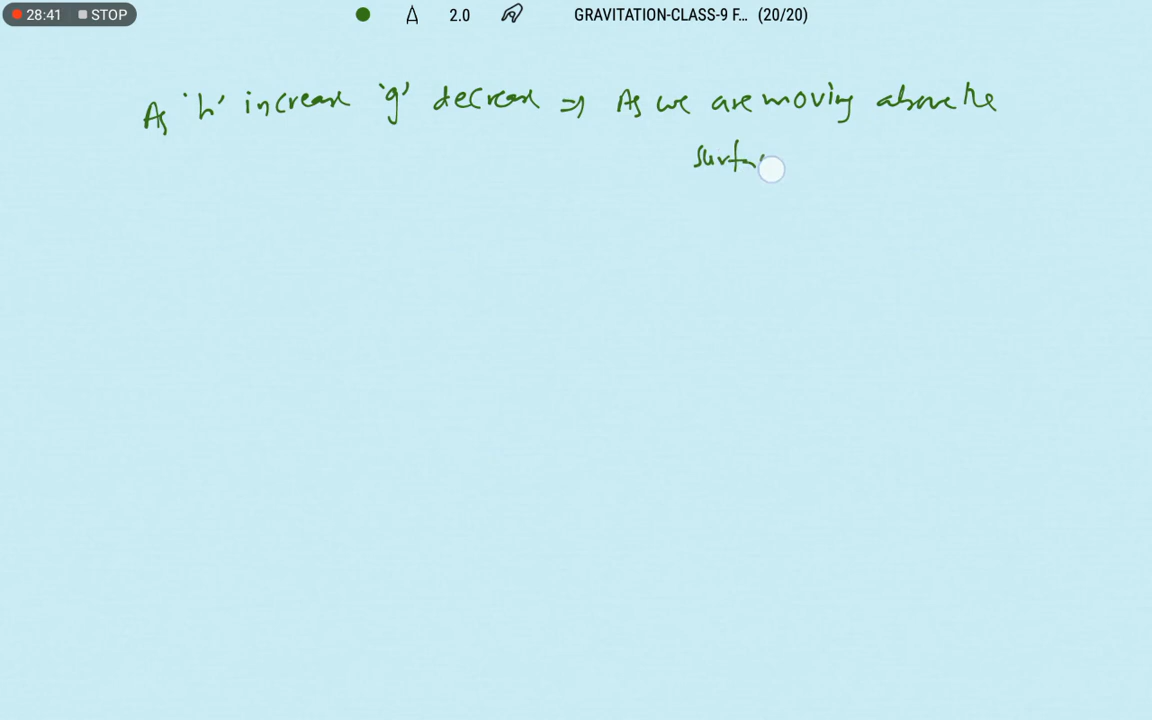 28:41 STOP 2.0 GRAVITATION-CLASS-9 F... (20/20)
As 'h' increase 'g' decrease ⇒ As we are moving above the
surfa